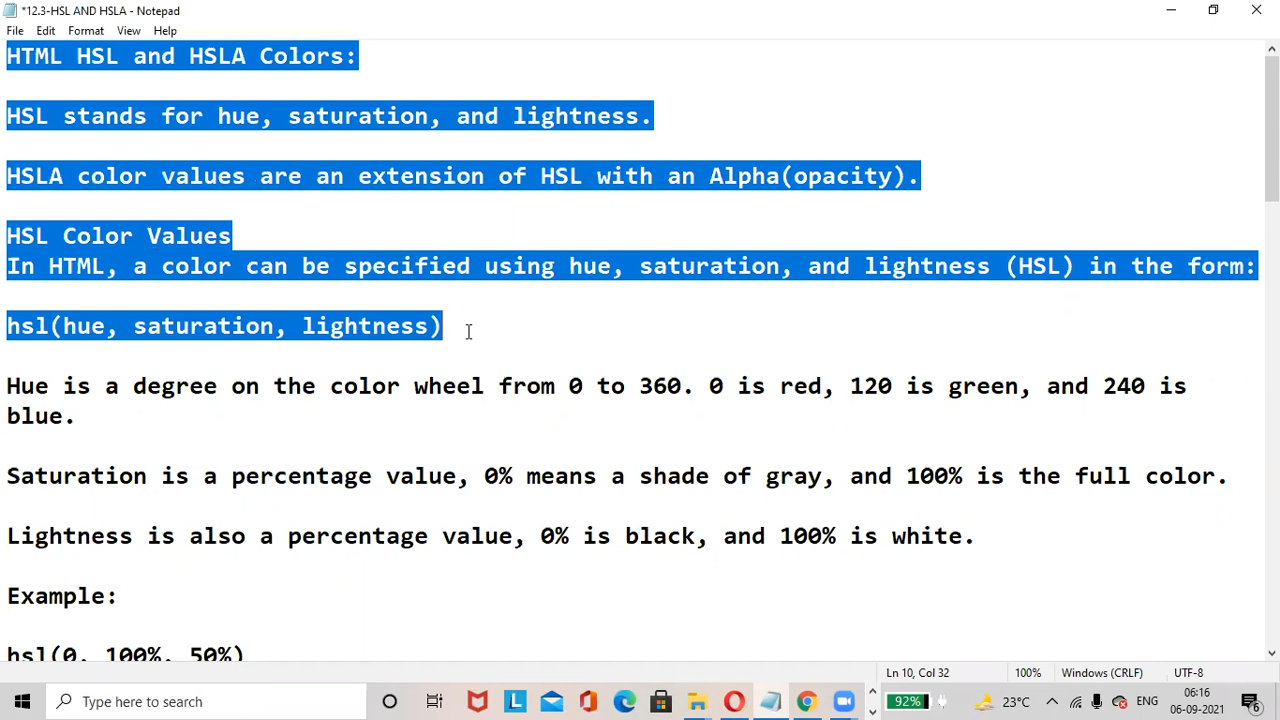 *12.3-HSL AND HSLA - Notepad
File Edit Format View Help
HTML HSL and HSLA Colors:
HSL stands for hue, saturation, and lightness.
HSLA color values are an extension of HSL with an Alpha(opacity).
HSL Color Values
In HTML, a color can be specified using hue, saturation, and lightness (HSL) in the form:
hsl(hue, saturation, lightness)
Hue is a degree on the color wheel from 0 to 360. 0 is red, 120 is green, and 240 is
blue.
Saturation is a percentage value, 0% means a shade of gray, and 100% is the full color.
Lightness is also a percentage value, 0% is black, and 100% is white.
Example:
hsl(0, 100%, 50%)
Ln 10, Col 32 100% Windows (CRLF) UTF-8
Type here to search L 92% 23°C ENG 06:16
06-09-2021 6